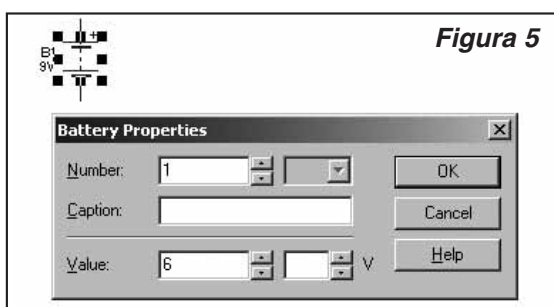 Figura 5
+
B1
9V
Battery Properties
Number: 1
OK
Caption:
Cancel
Value: 6 V
Help